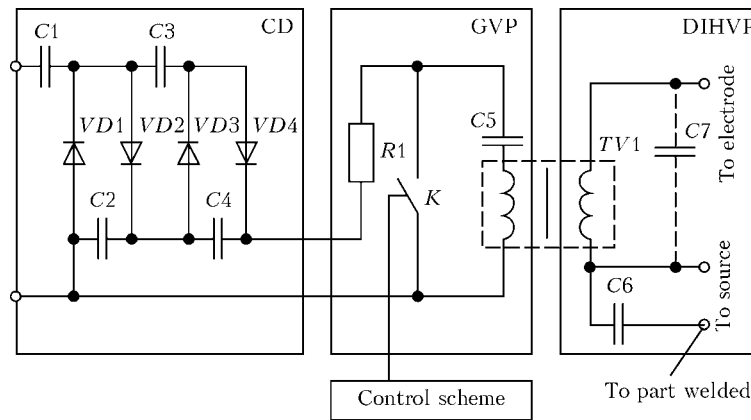 CD
GVP
DIHVP
C1
C3
VD1
VD2
VD3
VD4
C2
C4
R1
K
C5
TV1
C7
To electrode
To source
C6
To part welded
Control scheme